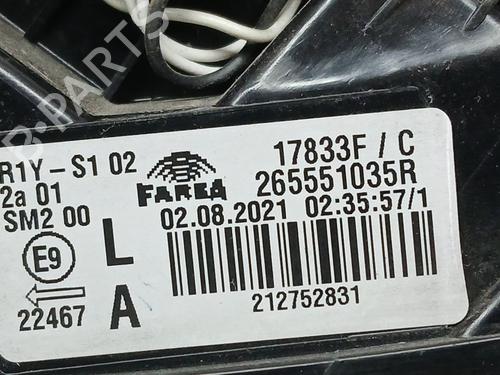 B-PARTS
R1Y-S1 02
2a 01
SM2 00
E9
22467
L
A
FARBA
17833F / C
265551035R
02.08.2021 02:35:57/1
212752831